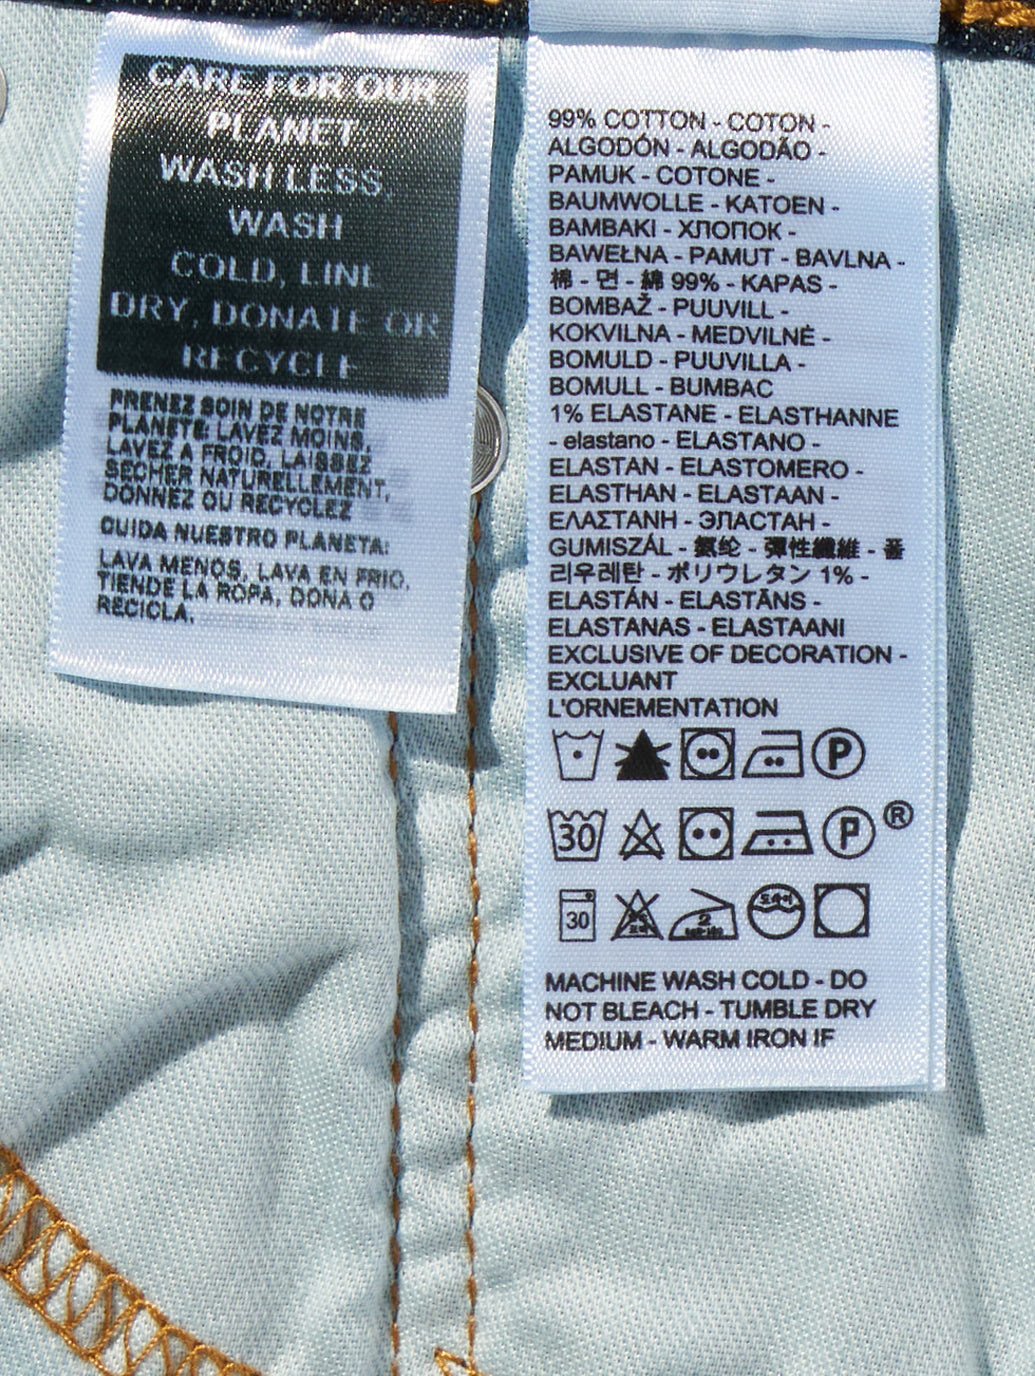 CARE FOR OUR
PLANET
WASH LESS,
WASH
COLD, LINE
DRY, DONATE OR
RECYCLE
PRENEZ SOIN DE NOTRE
PLANÈTE: LAVEZ MOINS,
LAVEZ A FROID, LAISSEZ
SÉCHER NATURELLEMENT,
DONNEZ OU RECYCLEZ
CUIDA NUESTRO PLANETA:
LAVA MENOS, LAVA EN FRIO,
TIENDE LA ROPA, DONA O
RECICLA.
99% COTTON - COTON -
ALGODÓN - ALGODÃO -
PAMUK - COTONE -
BAUMWOLLE - KATOEN -
BAMBAKI - ХЛОПОК -
BAWEŁNA - PAMUT - BAVLNA -
棉 - 면 - 綿 99% - KAPAS -
BOMBAŽ - PUUVILL -
KOKVILNA - MEDVILNĖ -
BOMULD - PUUVILLA -
BOMULL - BUMBAC
1% ELASTANE - ELASTHANNE
- elastano - ELASTANO -
ELASTAN - ELASTOMERO -
ELASTHAN - ELASTAAN -
ΕΛΑΣΤΑΝΗ - ЭЛАСТАН -
GUMISZÁL - 氨纶 - 彈性纖維 - 폴
리우레탄 - ポリウレタン 1% -
ELASTÁN - ELASTĀNS -
ELASTANAS - ELASTAANI
EXCLUSIVE OF DECORATION -
EXCLUANT
L'ORNEMENTATION
P
30 P ®
30 드라이
MACHINE WASH COLD - DO
NOT BLEACH - TUMBLE DRY
MEDIUM - WARM IRON IF